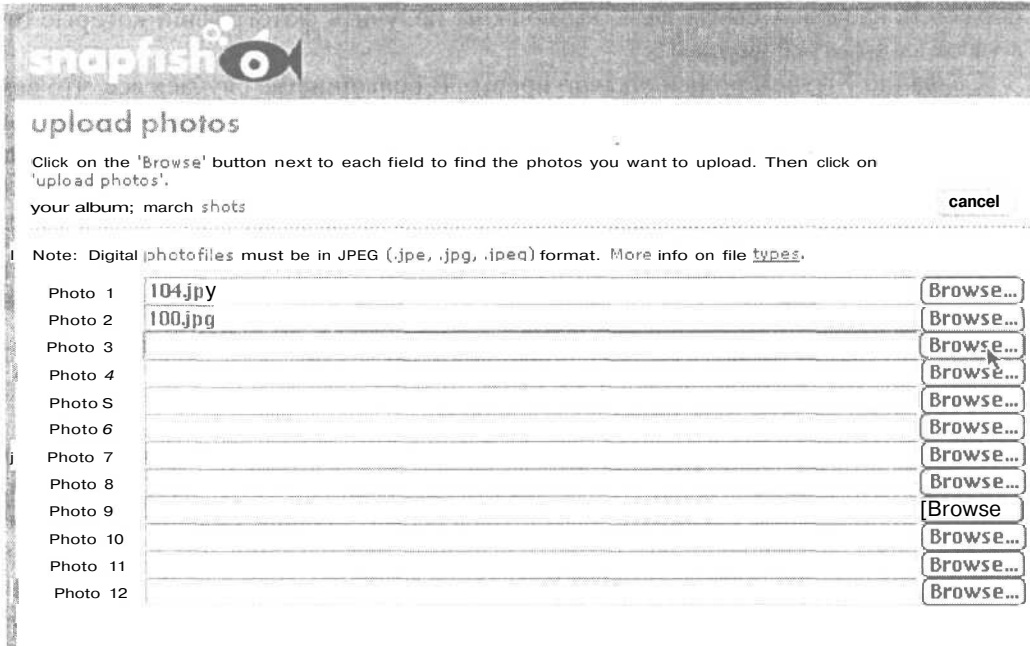 snapfish
upload photos
Click on the 'Browse' button next to each field to find the photos you want to upload. Then click on
'upload photos'.
your album; march shots
cancel
Note: Digital photofiles must be in JPEG (.jpe, .jpg, .jpeg) format. More info on file types.
Photo 1 104.jpy Browse...
Photo 2 100.jpg Browse...
Photo 3 Browse...
Photo 4 Browse...
Photo S Browse...
Photo 6 Browse...
Photo 7 Browse...
Photo 8 Browse...
Photo 9 [Browse
Photo 10 Browse...
Photo 11 Browse...
Photo 12 Browse...